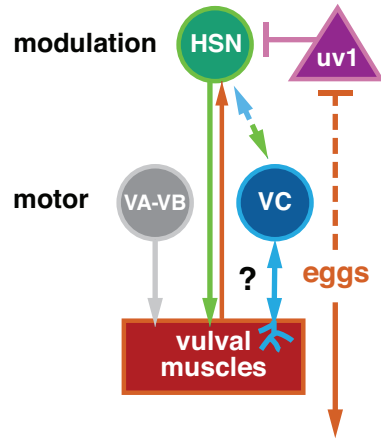 modulation
HSN
uv1
motor
VA-VB
VC
?
eggs
vulval
muscles